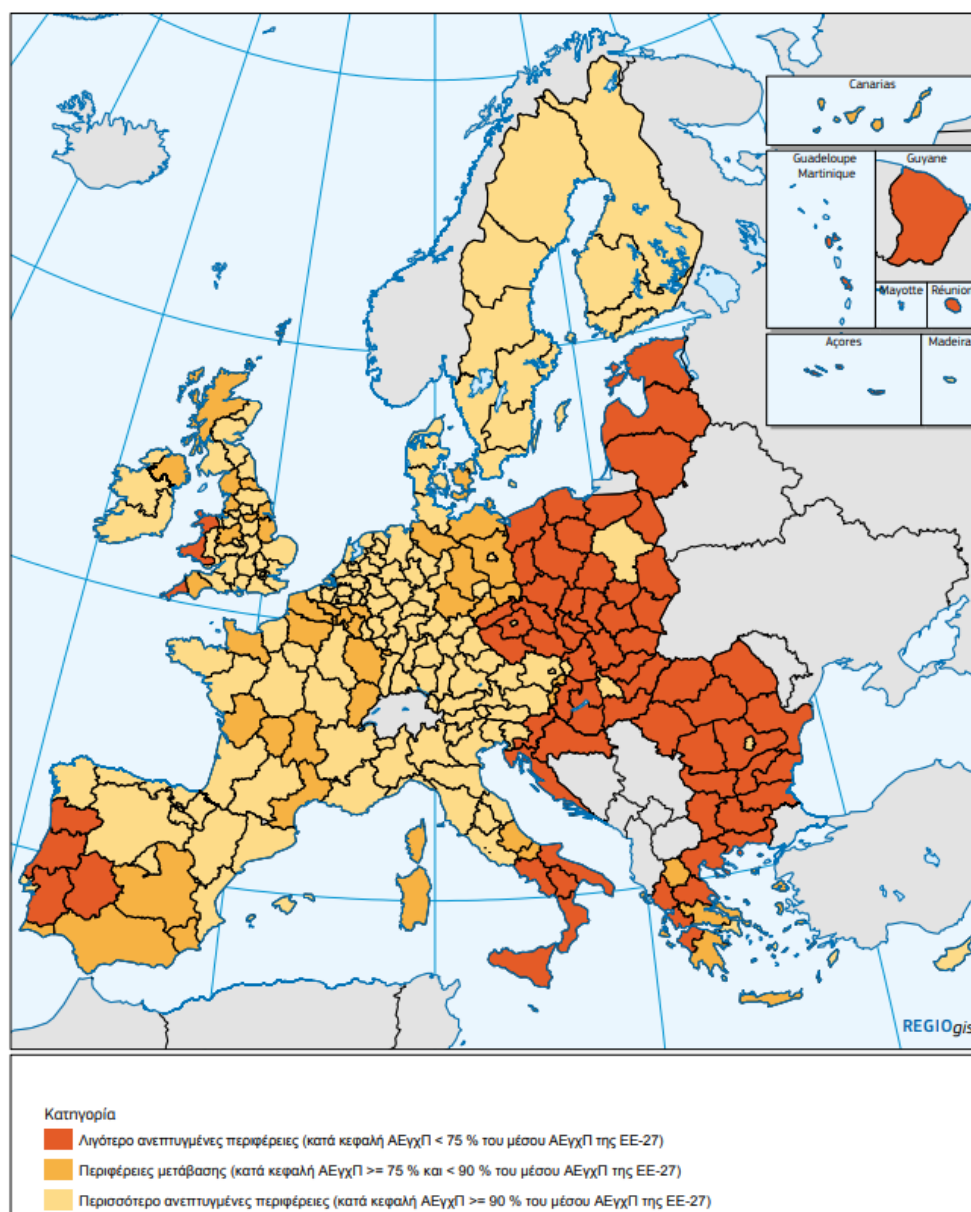 Canarias
Guadeloupe
Martinique
Guyane
Mayotte
Réunion
Açores
Madeira
REGIOgis
Κατηγορία
Λιγότερο ανεπτυγμένες περιφέρειες (κατά κεφαλή ΑΕγχΠ < 75 % του μέσου ΑΕγχΠ της ΕΕ-27)
Περιφέρειες μετάβασης (κατά κεφαλή ΑΕγχΠ >= 75 % και < 90 % του μέσου ΑΕγχΠ της ΕΕ-27)
Περισσότερο ανεπτυγμένες περιφέρειες (κατά κεφαλή ΑΕγχΠ >= 90 % του μέσου ΑΕγχΠ της ΕΕ-27)